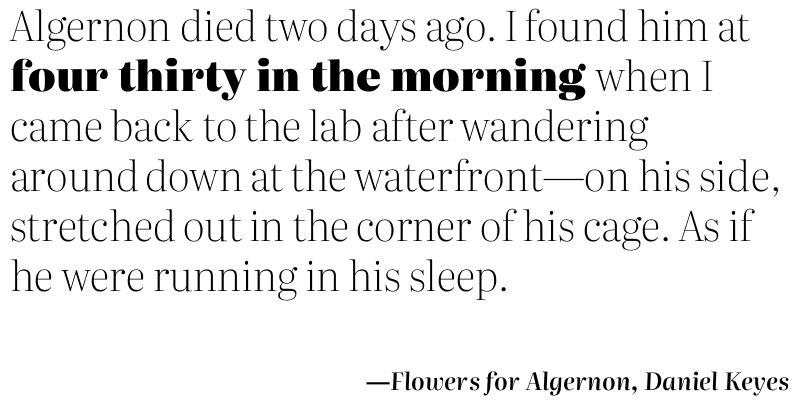 Algernon died two days ago. I found him at
four thirty in the morning when I
came back to the lab after wandering
around down at the waterfront—on his side,
stretched out in the corner of his cage. As if
he were running in his sleep.
—Flowers for Algernon, Daniel Keyes